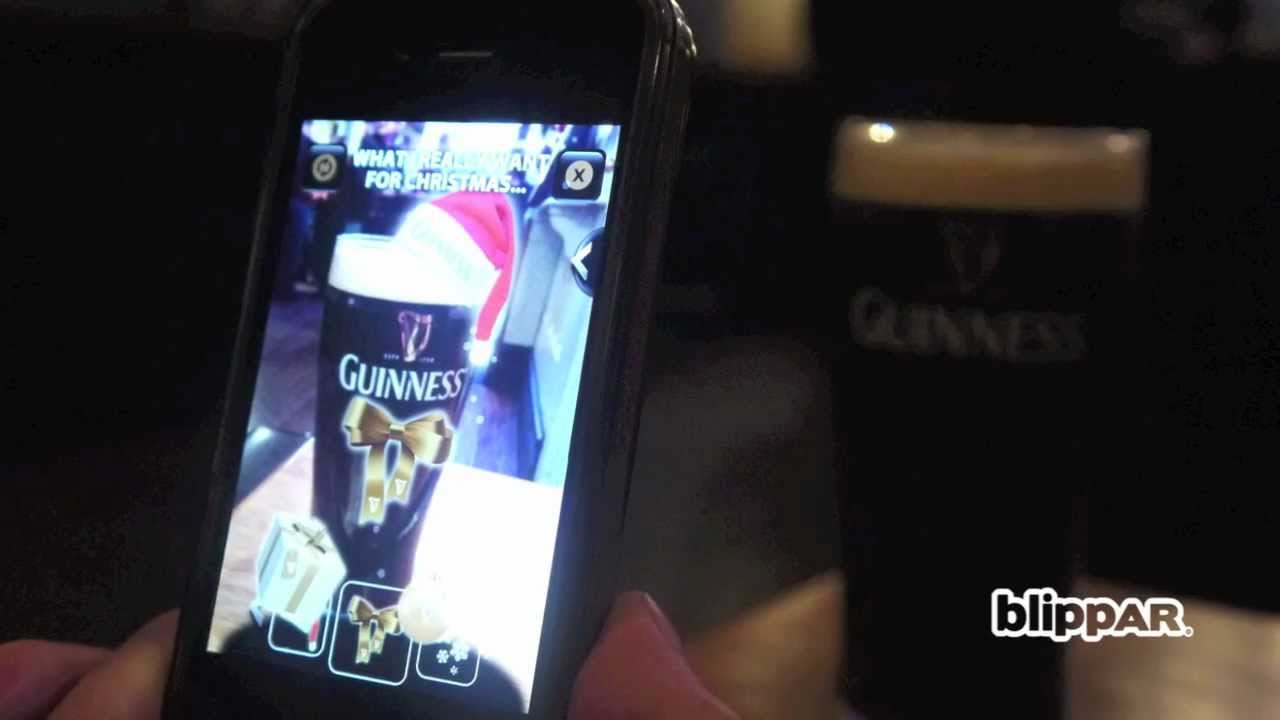 WHAT I REALLY WANT
FOR CHRISTMAS...
X
GUINNESS
GUINNESS
blippAR